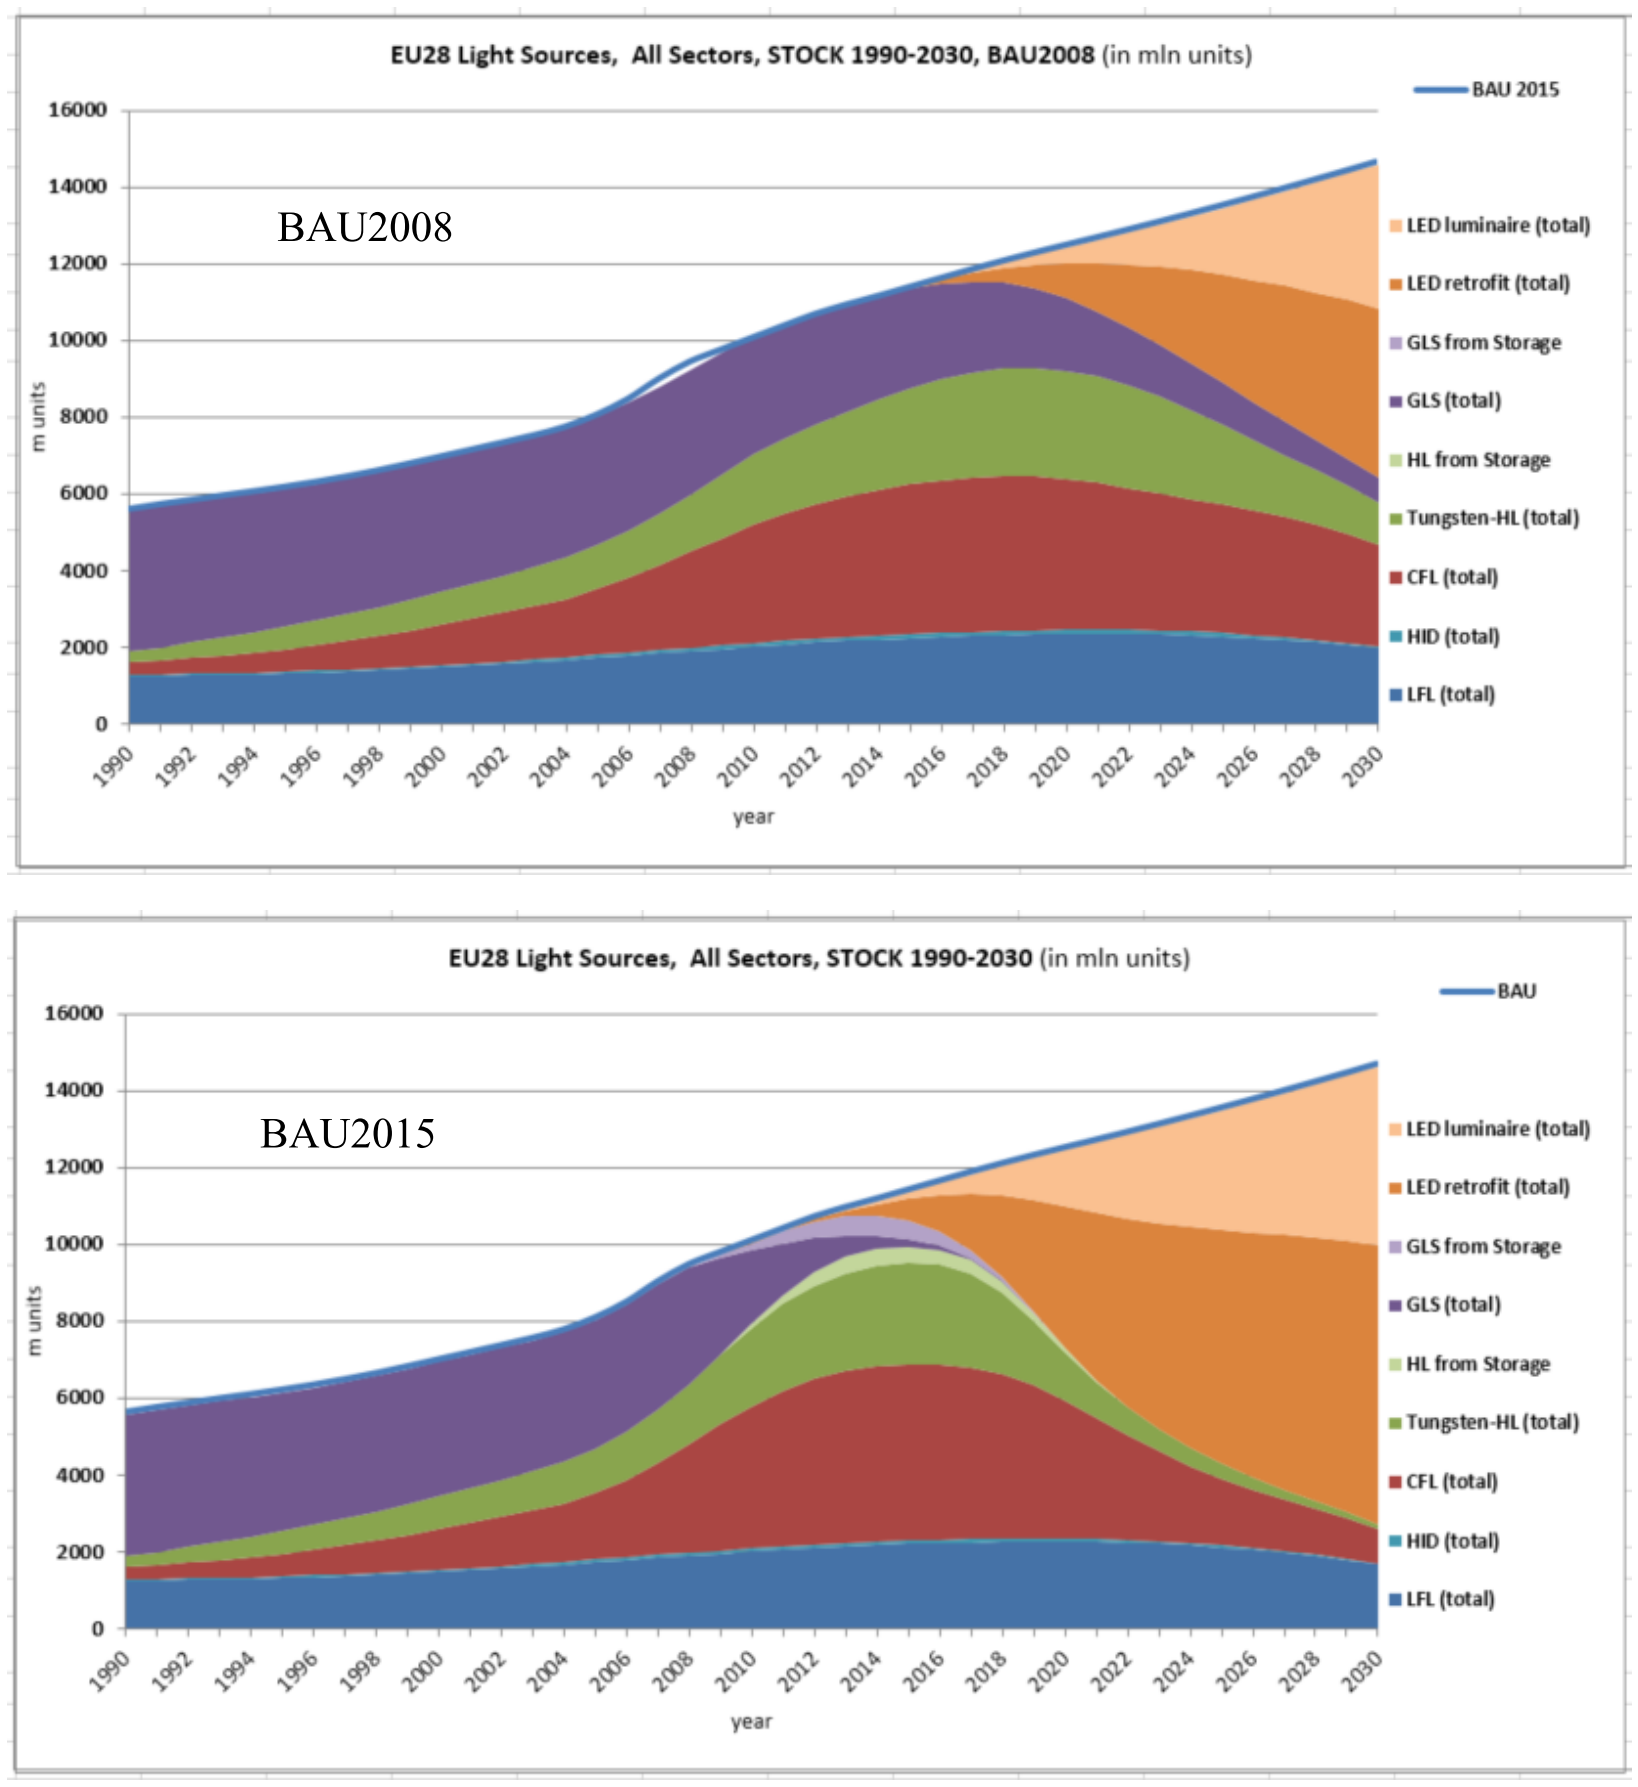 EU28 Light Sources, All Sectors, STOCK 1990-2030, BAU2008 (in mln units)
BAU 2015
16000
14000
12000
10000
8000
6000
4000
2000
0
m units
BAU2008
LED luminaire (total)
LED retrofit (total)
GLS from Storage
GLS (total)
HL from Storage
Tungsten-HL (total)
CFL (total)
HID (total)
LFL (total)
1990 1992 1994 1996 1998 2000 2002 2004 2006 2008 2010 2012 2014 2016 2018 2020 2022 2024 2026 2028 2030
year
EU28 Light Sources, All Sectors, STOCK 1990-2030 (in mln units)
BAU
16000
14000
12000
10000
8000
6000
4000
2000
0
m units
BAU2015
LED luminaire (total)
LED retrofit (total)
GLS from Storage
GLS (total)
HL from Storage
Tungsten-HL (total)
CFL (total)
HID (total)
LFL (total)
1990 1992 1994 1996 1998 2000 2002 2004 2006 2008 2010 2012 2014 2016 2018 2020 2022 2024 2026 2028 2030
year